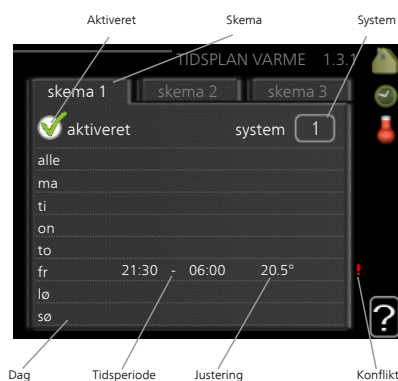 Aktiveret Skema System
TIDSPLAN VARME 1.3.1
skema 1 skema 2 skema 3
aktiveret system 1
alle
ma
ti
on
to
fr 21:30 - 06:00 20.5° !
lø
sø ?
Dag Tidsperiode Justering Konflikt